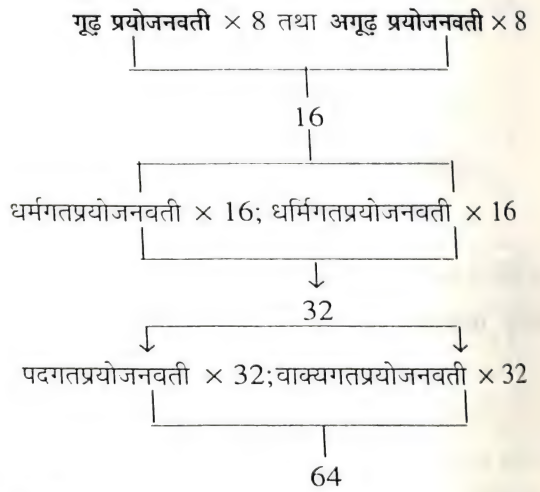 गूढ़ प्रयोजनवती × 8 तथा अगूढ़ प्रयोजनवती × 8
16
धर्मगतप्रयोजनवती × 16; धर्मिगतप्रयोजनवती × 16
32
पदगतप्रयोजनवती × 32;वाक्यगतप्रयोजनवती × 32
64